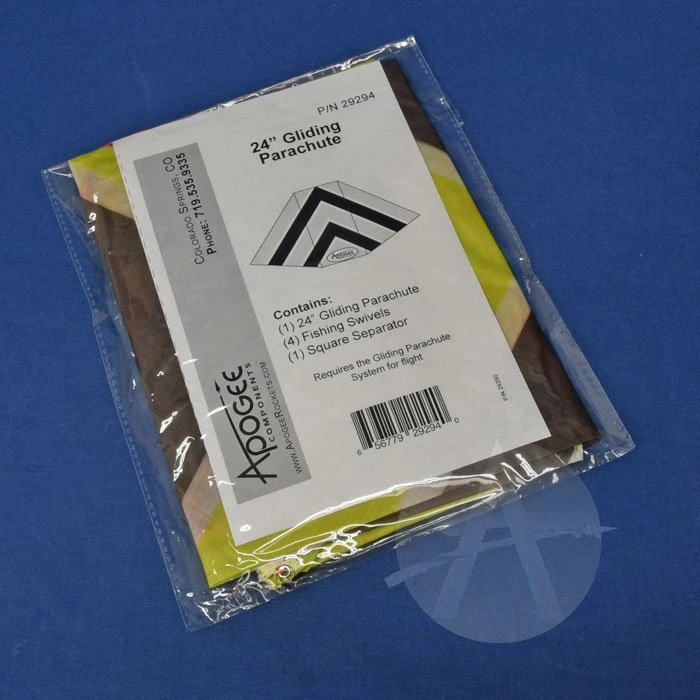 P/N 29294
24" Gliding
Parachute
APOGEE
Contains:
(1) 24" Gliding Parachute
(4) Fishing Swivels
(1) Square Separator
Requires the Gliding Parachute
System for flight
6 56779 29294 0
COLORADO SPRINGS, CO
PHONE: 719.535.9335
APOGEE
COMPONENTS
WWW.APOGEEROCKETS.COM
A